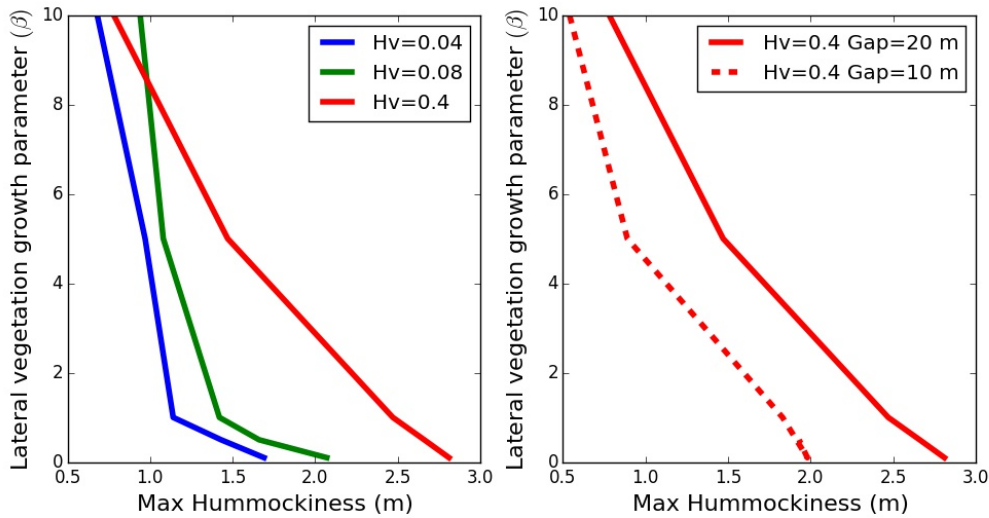 Lateral vegetation growth parameter (β)
10
8
6
4
2
0
0.5 1.0 1.5 2.0 2.5 3.0
Max Hummockiness (m)
Hv=0.04
Hv=0.08
Hv=0.4
Lateral vegetation growth parameter (β)
10
8
6
4
2
0
0.5 1.0 1.5 2.0 2.5 3.0
Max Hummockiness (m)
Hv=0.4 Gap=20 m
Hv=0.4 Gap=10 m